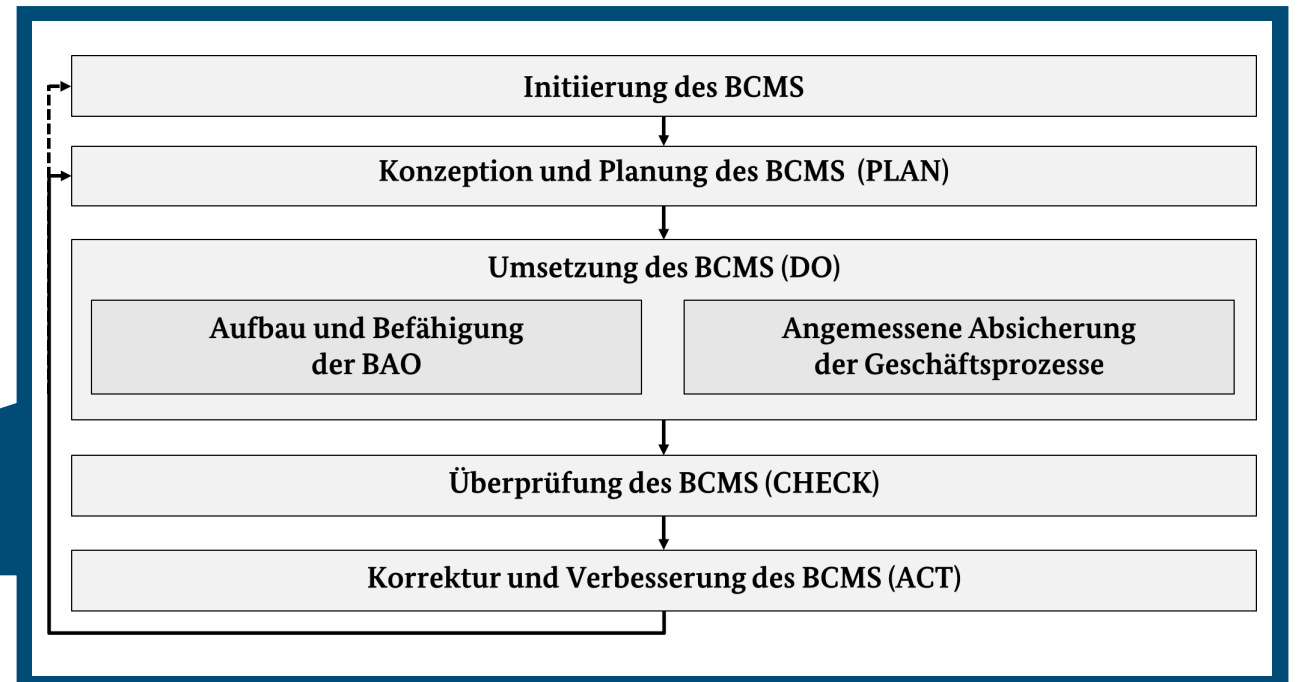 Initiierung des BCMS
Konzeption und Planung des BCMS (PLAN)
Umsetzung des BCMS (DO)
Aufbau und Befähigung
der BAO
Angemessene Absicherung
der Geschäftsprozesse
Überprüfung des BCMS (CHECK)
Korrektur und Verbesserung des BCMS (ACT)